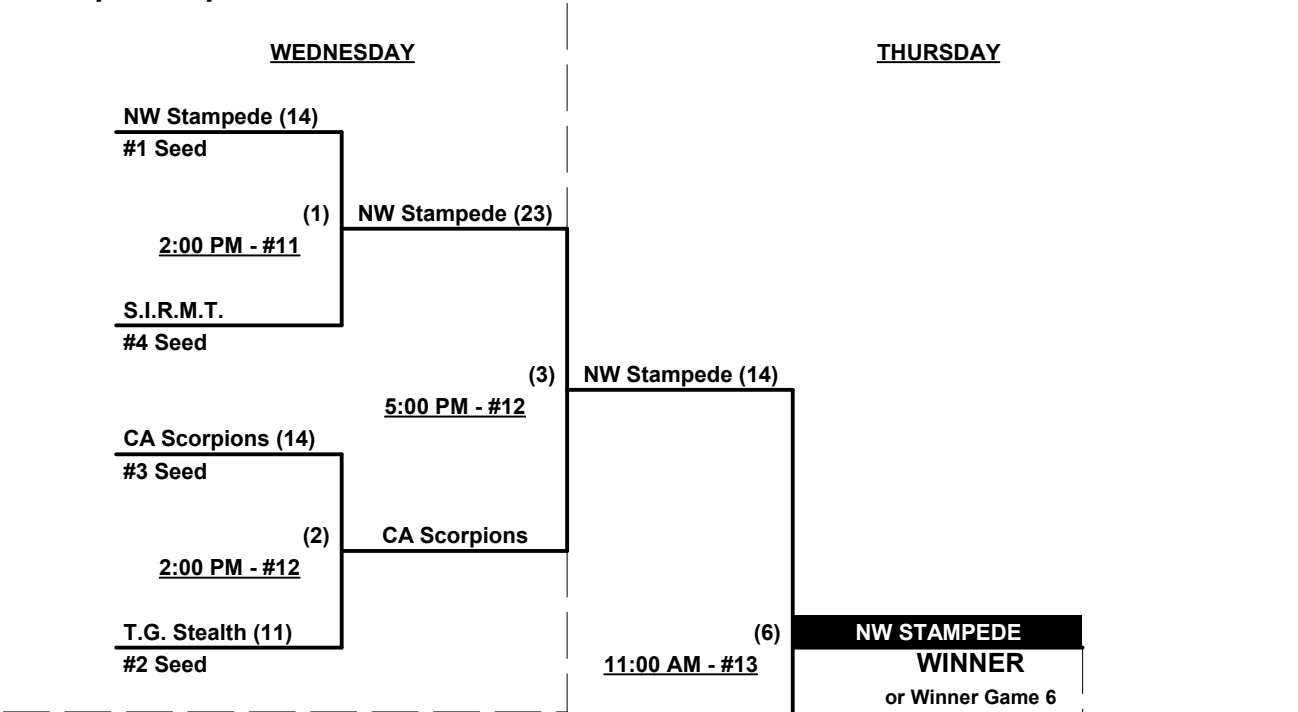 WEDNESDAY
THURSDAY
NW Stampede (14)
#1 Seed
(1)
NW Stampede (23)
2:00 PM - #11
S.I.R.M.T.
#4 Seed
(3)
NW Stampede (14)
5:00 PM - #12
CA Scorpions (14)
#3 Seed
(2)
CA Scorpions
2:00 PM - #12
T.G. Stealth (11)
(6)
NW STAMPEDE
#2 Seed
11:00 AM - #13
WINNER
or Winner Game 6